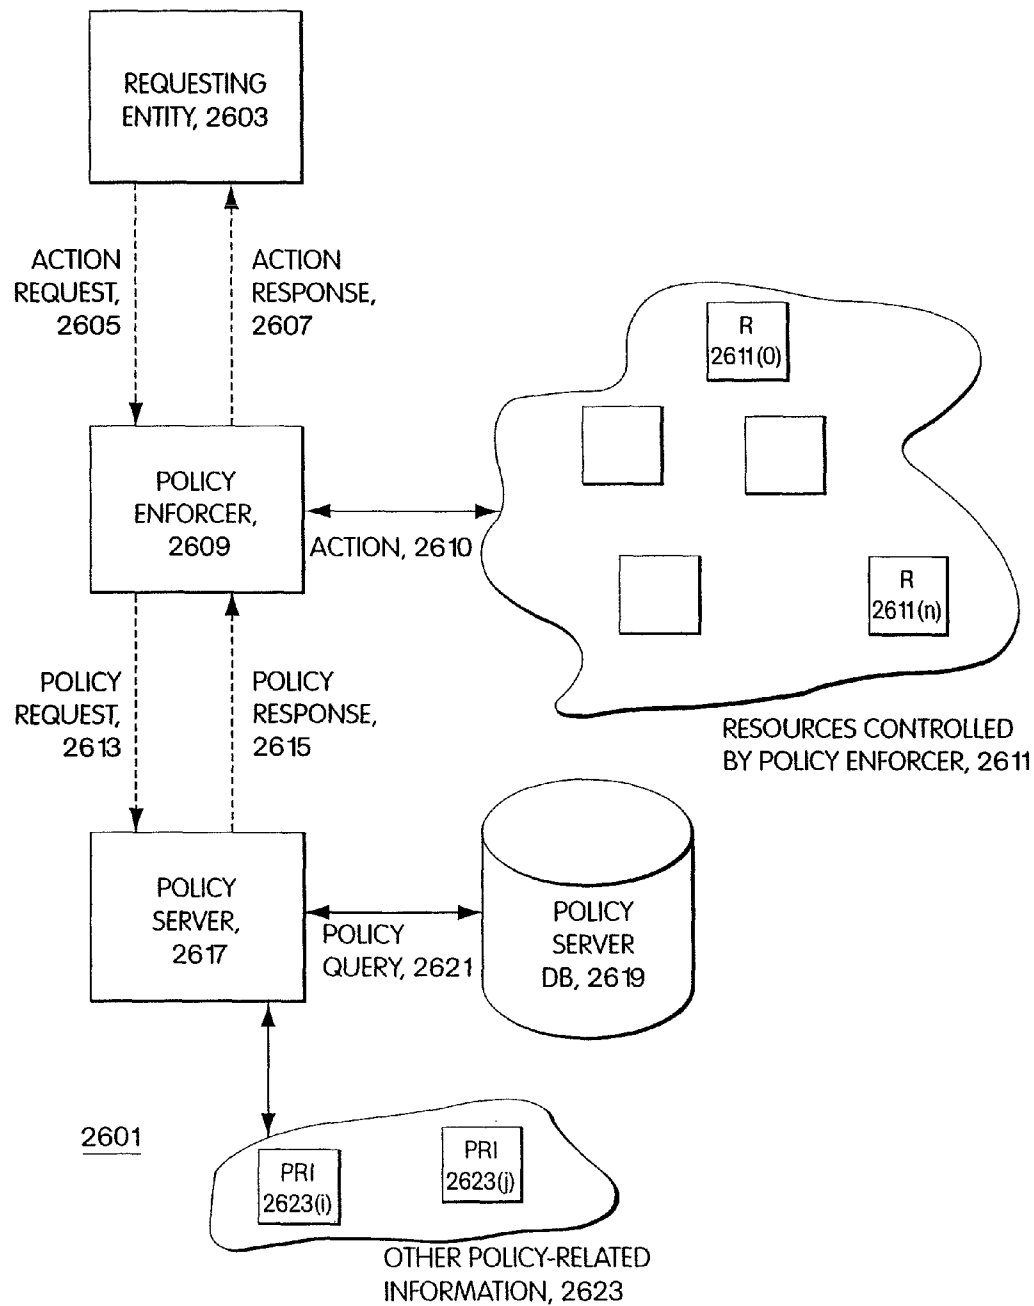 REQUESTING
ENTITY, 2603
ACTION
REQUEST,
2605
ACTION
RESPONSE,
2607
R
2611(0)
POLICY
ENFORCER,
2609
ACTION, 2610
R
2611(n)
POLICY
REQUEST,
2613
POLICY
RESPONSE,
2615
RESOURCES CONTROLLED
BY POLICY ENFORCER, 2611
POLICY
SERVER,
2617
POLICY
QUERY, 2621
POLICY
SERVER
DB, 2619
2601
PRI
2623(i)
PRI
2623(j)
OTHER POLICY-RELATED
INFORMATION, 2623